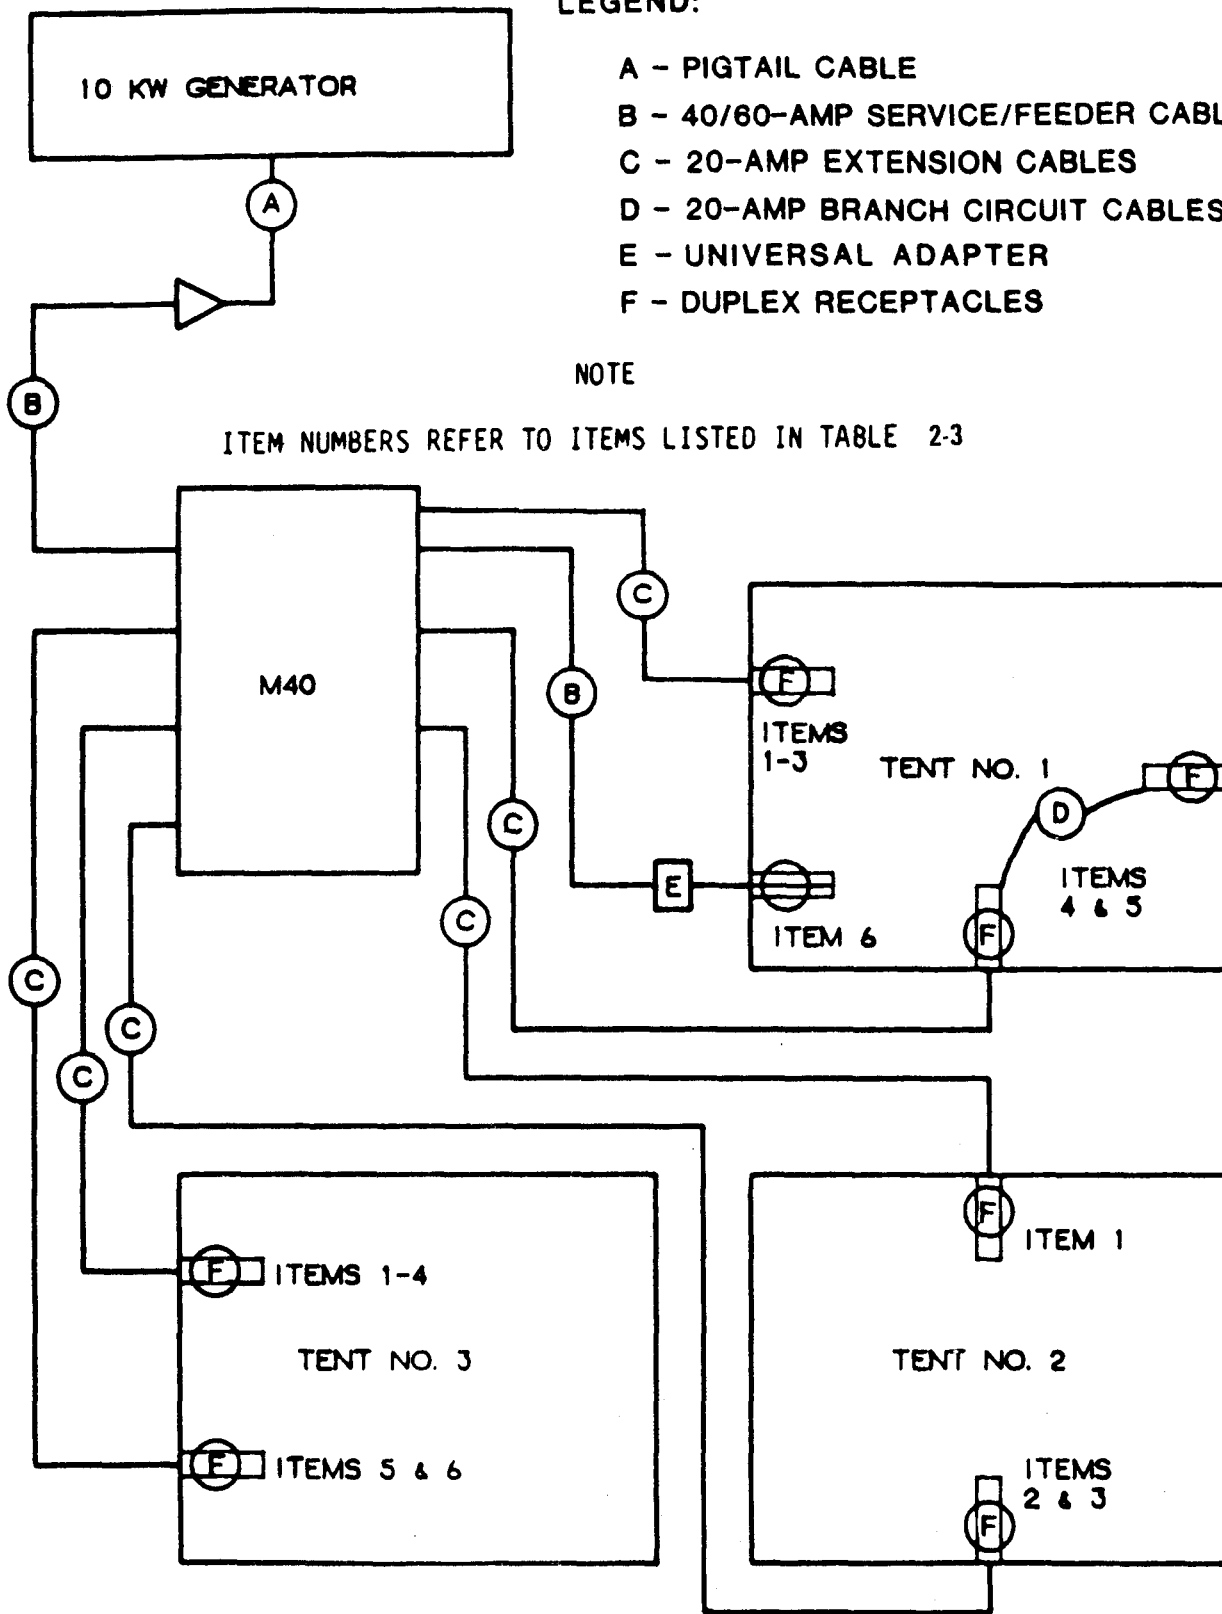 LEGEND:
10 KW GENERATOR
A - PIGTAIL CABLE
B - 40/60-AMP SERVICE/FEEDER CABL
C - 20-AMP EXTENSION CABLES
D - 20-AMP BRANCH CIRCUIT CABLES
E - UNIVERSAL ADAPTER
F - DUPLEX RECEPTACLES
A
B
NOTE
ITEM NUMBERS REFER TO ITEMS LISTED IN TABLE 2-3
M40
C
B
C
C
E
F
ITEMS
1-3
TENT NO. 1
F
D
ITEMS
4 & 5
ITEM 6
F
C
C
C
F
ITEM 1
F
ITEMS 1-4
TENT NO. 3
TENT NO. 2
F
ITEMS 5 & 6
ITEMS
2 & 3
F